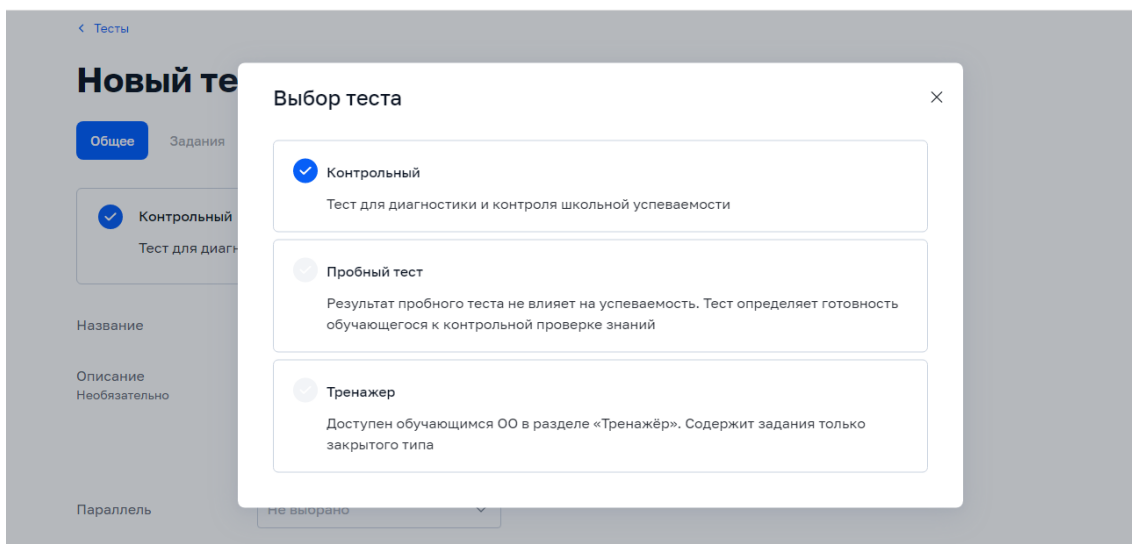 Тесты
Новый те
Общее
Задания
Контрольный
Тест для диагн
Название
Описание
Необязательно
Параллель
Не выбрано
Выбор теста
Контрольный
Тест для диагностики и контроля школьной успеваемости
Пробный тест
Результат пробного теста не влияет на успеваемость. Тест определяет готовность
обучающегося к контрольной проверке знаний
Тренажер
Доступен обучающимся ОО в разделе «Тренажёр». Содержит задания только
закрытого типа